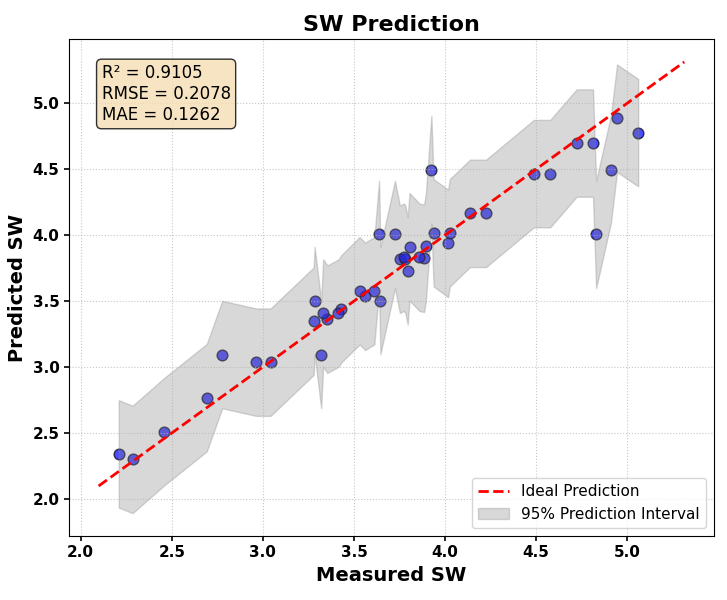 SW Prediction
R² = 0.9105
RMSE = 0.2078
MAE = 0.1262
Predicted SW
5.0
4.5
4.0
3.5
3.0
2.5
2.0
2.0 2.5 3.0 3.5 4.0 4.5 5.0
Measured SW
Ideal Prediction
95% Prediction Interval